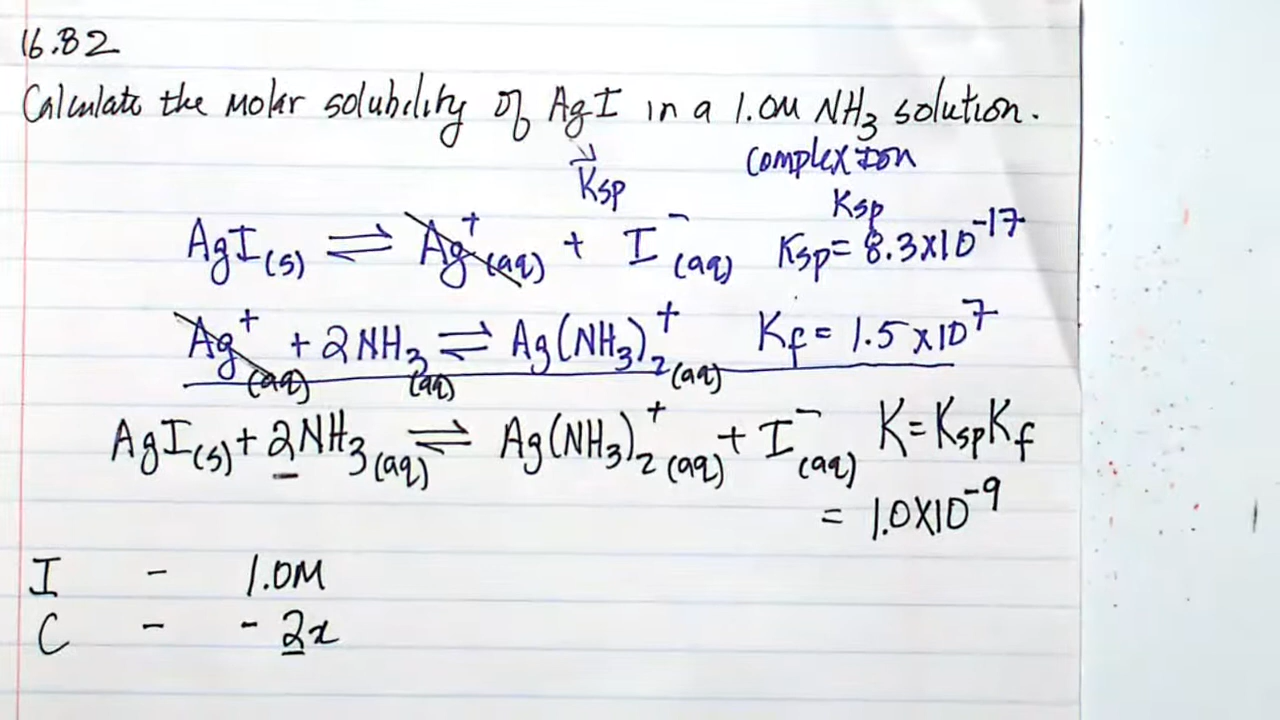 16.82
Calculate the molar solubility of AgI in a 1.0M NH₃ solution.
Ksp
complex ion
Ksp
AgI(s) ⇌ Ag⁺(aq) + I⁻(aq) Ksp = 8.3×10⁻¹⁷
Ag⁺(aq) + 2NH₃(aq) ⇌ Ag(NH₃)₂⁺(aq) Kf = 1.5×10⁷
AgI(s) + 2NH₃(aq) ⇌ Ag(NH₃)₂⁺(aq) + I⁻(aq) K = KspKf
= 1.0×10⁻⁹
I - 1.0M
C - -2x